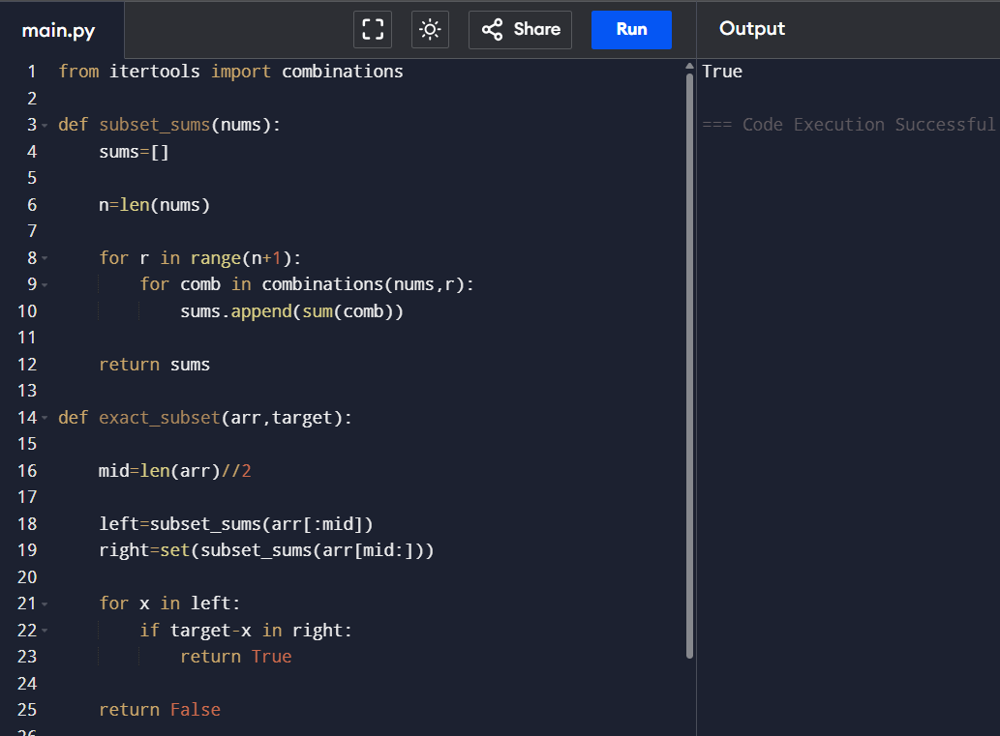 main.py
Share
Run
Output
1 from itertools import combinations
2
3 def subset_sums(nums):
4     sums=[]
5
6     n=len(nums)
7
8     for r in range(n+1):
9         for comb in combinations(nums,r):
10             sums.append(sum(comb))
11
12     return sums
13
14 def exact_subset(arr,target):
15
16     mid=len(arr)//2
17
18     left=subset_sums(arr[:mid])
19     right=set(subset_sums(arr[mid:]))
20
21     for x in left:
22         if target-x in right:
23             return True
24
25     return False
26
True
=== Code Execution Successful